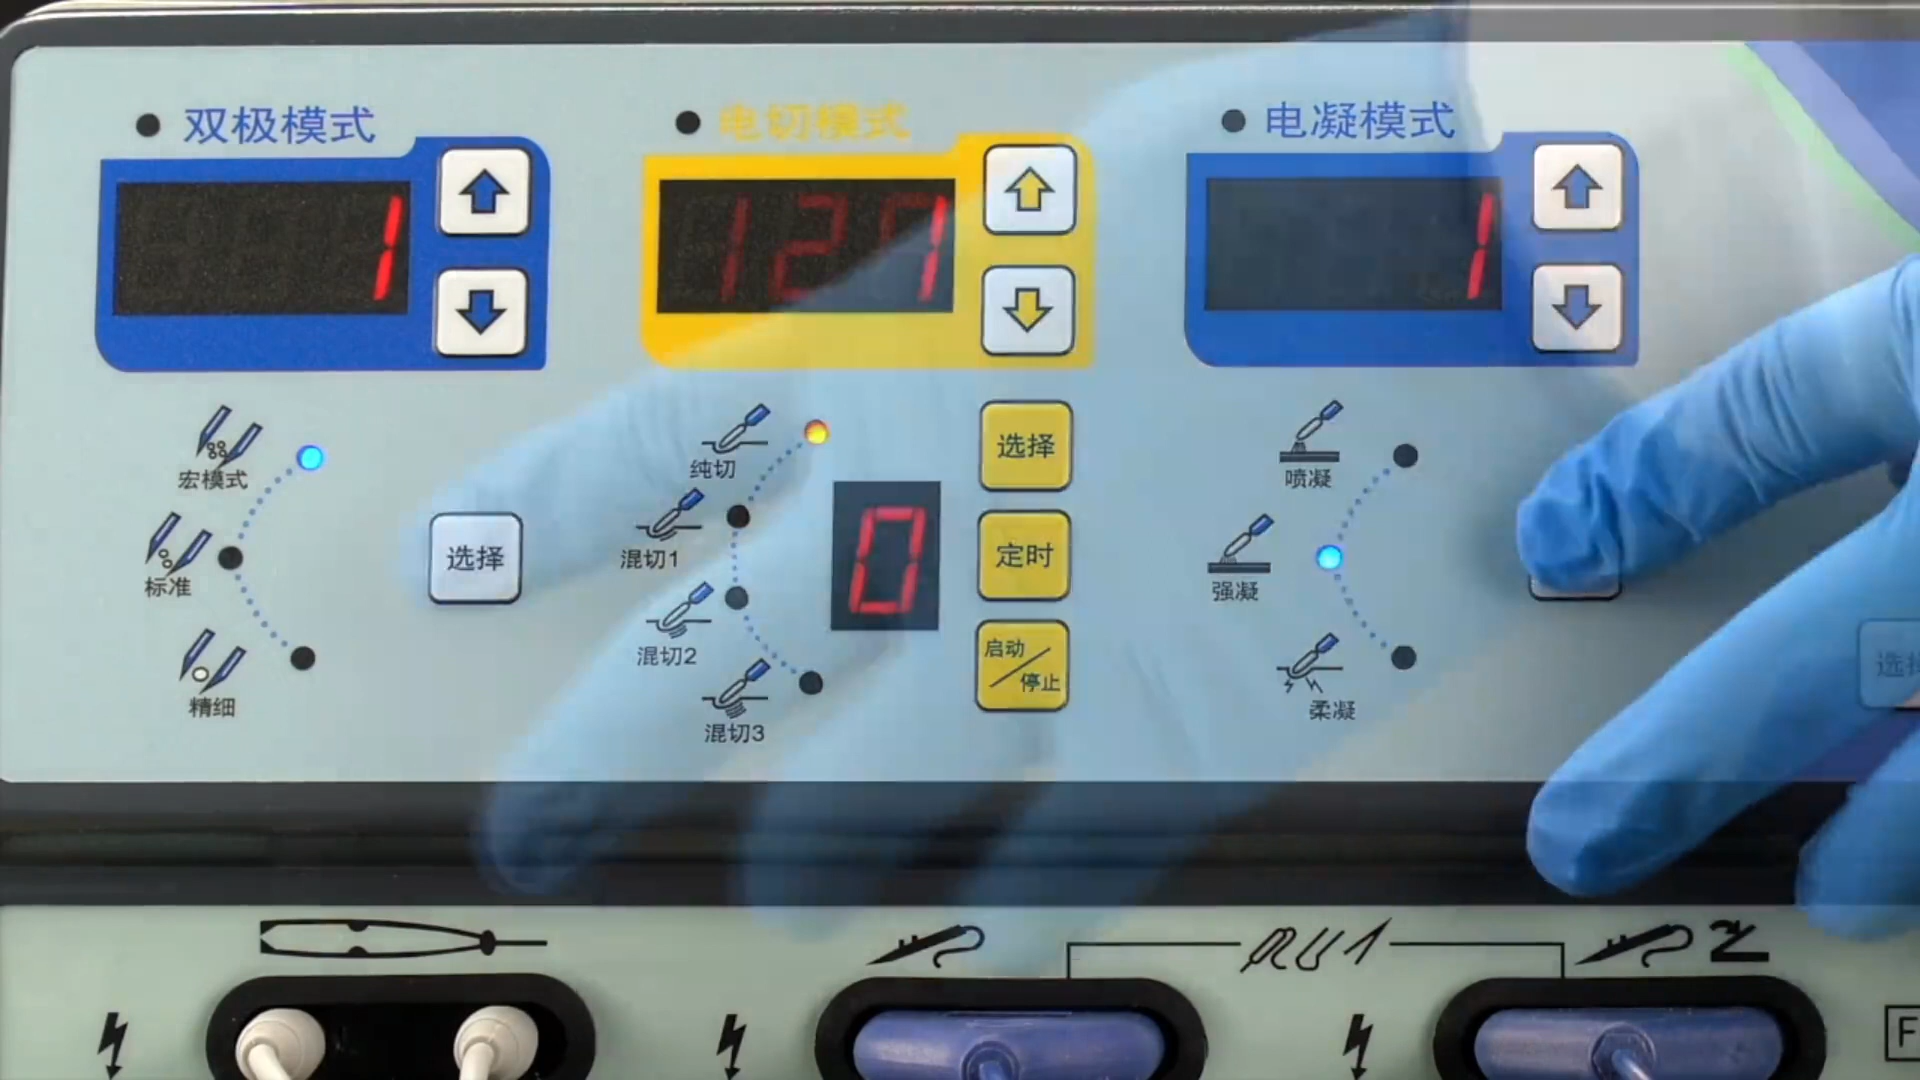 双极模式
电切模式
电凝模式
1
1
宏模式
标准
精细
选择
纯切
混切1
混切2
混切3
0
选择
定时
启动/停止
喷凝
强凝
柔凝
选择
F